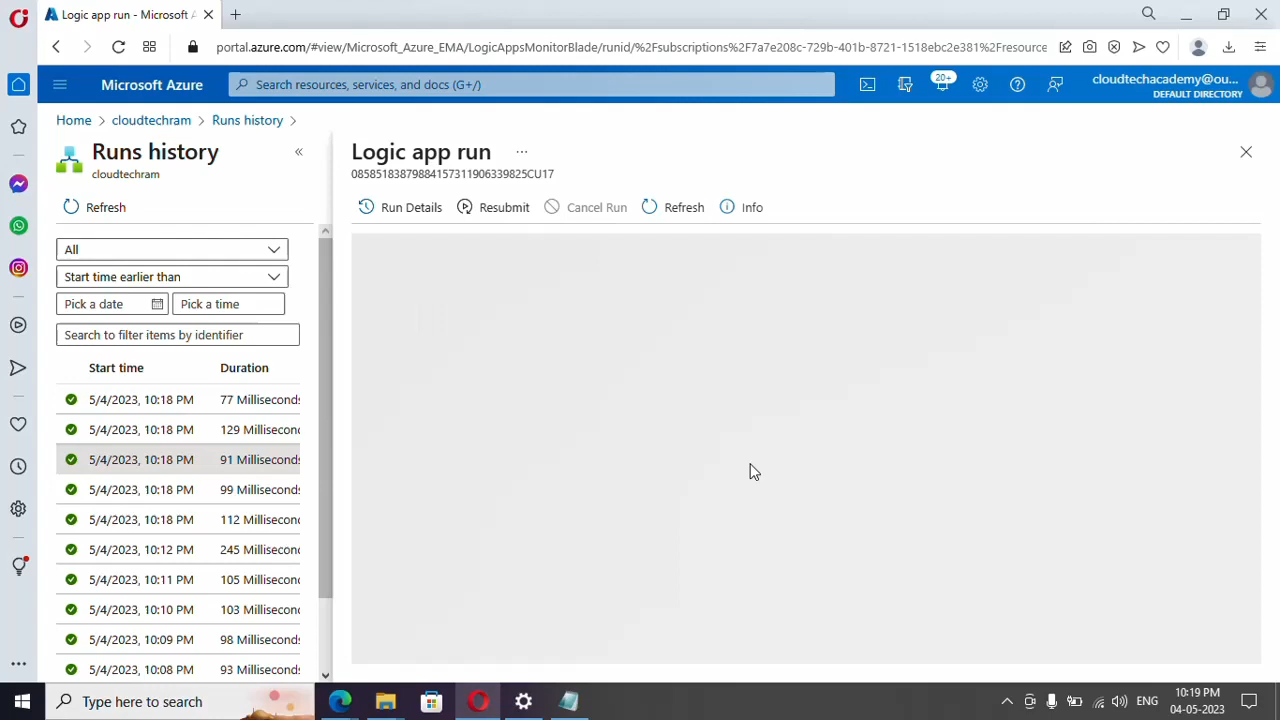 Logic app run - Microsoft A
portal.azure.com/#view/Microsoft_Azure_EMA/LogicAppsMonitorBlade/runid/%2Fsubscriptions%2F7a7e208c-729b-401b-8721-1518ebc2e381%2Fresource
Microsoft Azure
Search resources, services, and docs (G+/)
20+
cloudtechacademy@ou...
DEFAULT DIRECTORY
Home > cloudtechram > Runs history >
Runs history
cloudtechram
Refresh
All
Start time earlier than
Pick a date
Pick a time
Search to filter items by identifier
Start time Duration
5/4/2023, 10:18 PM 77 Milliseconds
5/4/2023, 10:18 PM 129 Millisecond
5/4/2023, 10:18 PM 91 Milliseconds
5/4/2023, 10:18 PM 99 Milliseconds
5/4/2023, 10:18 PM 112 Millisecond
5/4/2023, 10:12 PM 245 Millisecond
5/4/2023, 10:11 PM 105 Millisecond
5/4/2023, 10:10 PM 103 Millisecond
5/4/2023, 10:09 PM 98 Milliseconds
5/4/2023, 10:08 PM 93 Milliseconds
Logic app run ...
08585183879884157311906339825CU17
Run Details Resubmit Cancel Run Refresh Info
Type here to search
ENG
10:19 PM
04-05-2023